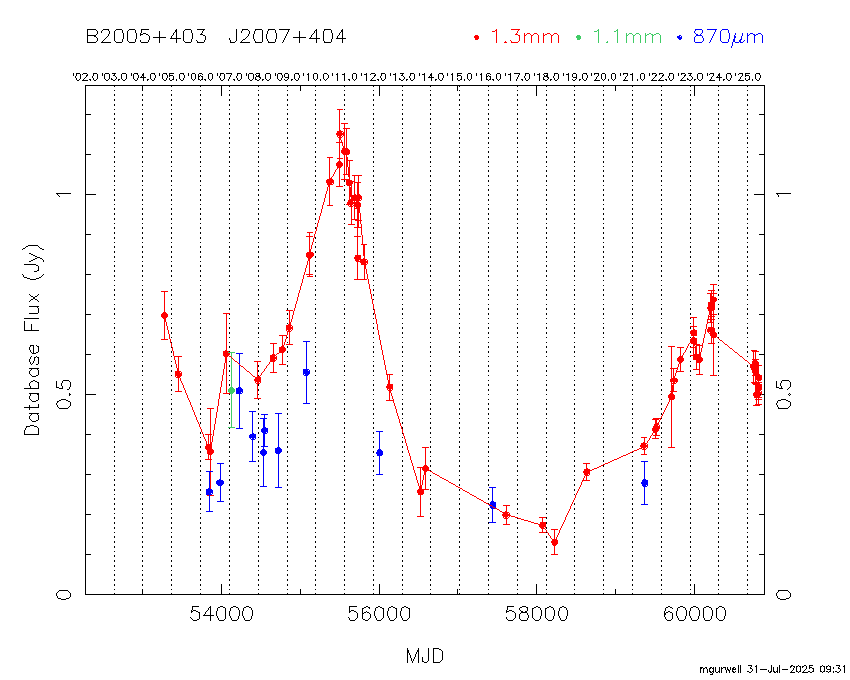 B2005+403 J2007+404 1.3mm 1.1mm 870μm
'02.0 '03.0 '04.0 '05.0 '06.0 '07.0 '08.0 '09.0 '10.0 '11.0 '12.0 '13.0 '14.0 '15.0 '16.0 '17.0 '18.0 '19.0 '20.0 '21.0 '22.0 '23.0 '24.0 '25.0
1 1
Database Flux (Jy)
0.5 0.5
0 0
54000 56000 58000 60000
MJD
mgurwell 31-Jul-2025 09:31